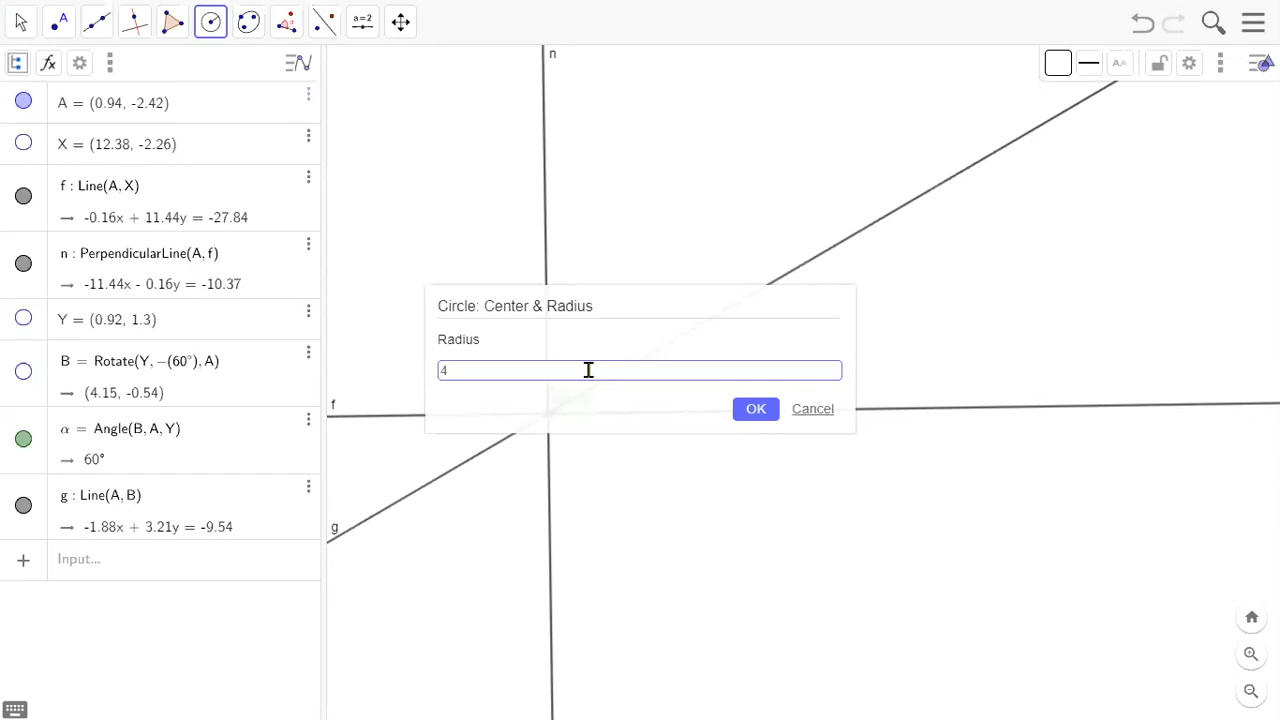 a=2
fx
A = (0.94, -2.42)
X = (12.38, -2.26)
f : Line(A, X)
→ -0.16x + 11.44y = -27.84
n : PerpendicularLine(A, f)
→ -11.44x - 0.16y = -10.37
Y = (0.92, 1.3)
B = Rotate(Y, −(60°), A)
→ (4.15, -0.54)
α = Angle(B, A, Y)
→ 60°
g : Line(A, B)
→ -1.88x + 3.21y = -9.54
+ Input...
n
AA
Circle: Center & Radius
Radius
4
OK Cancel
f
g